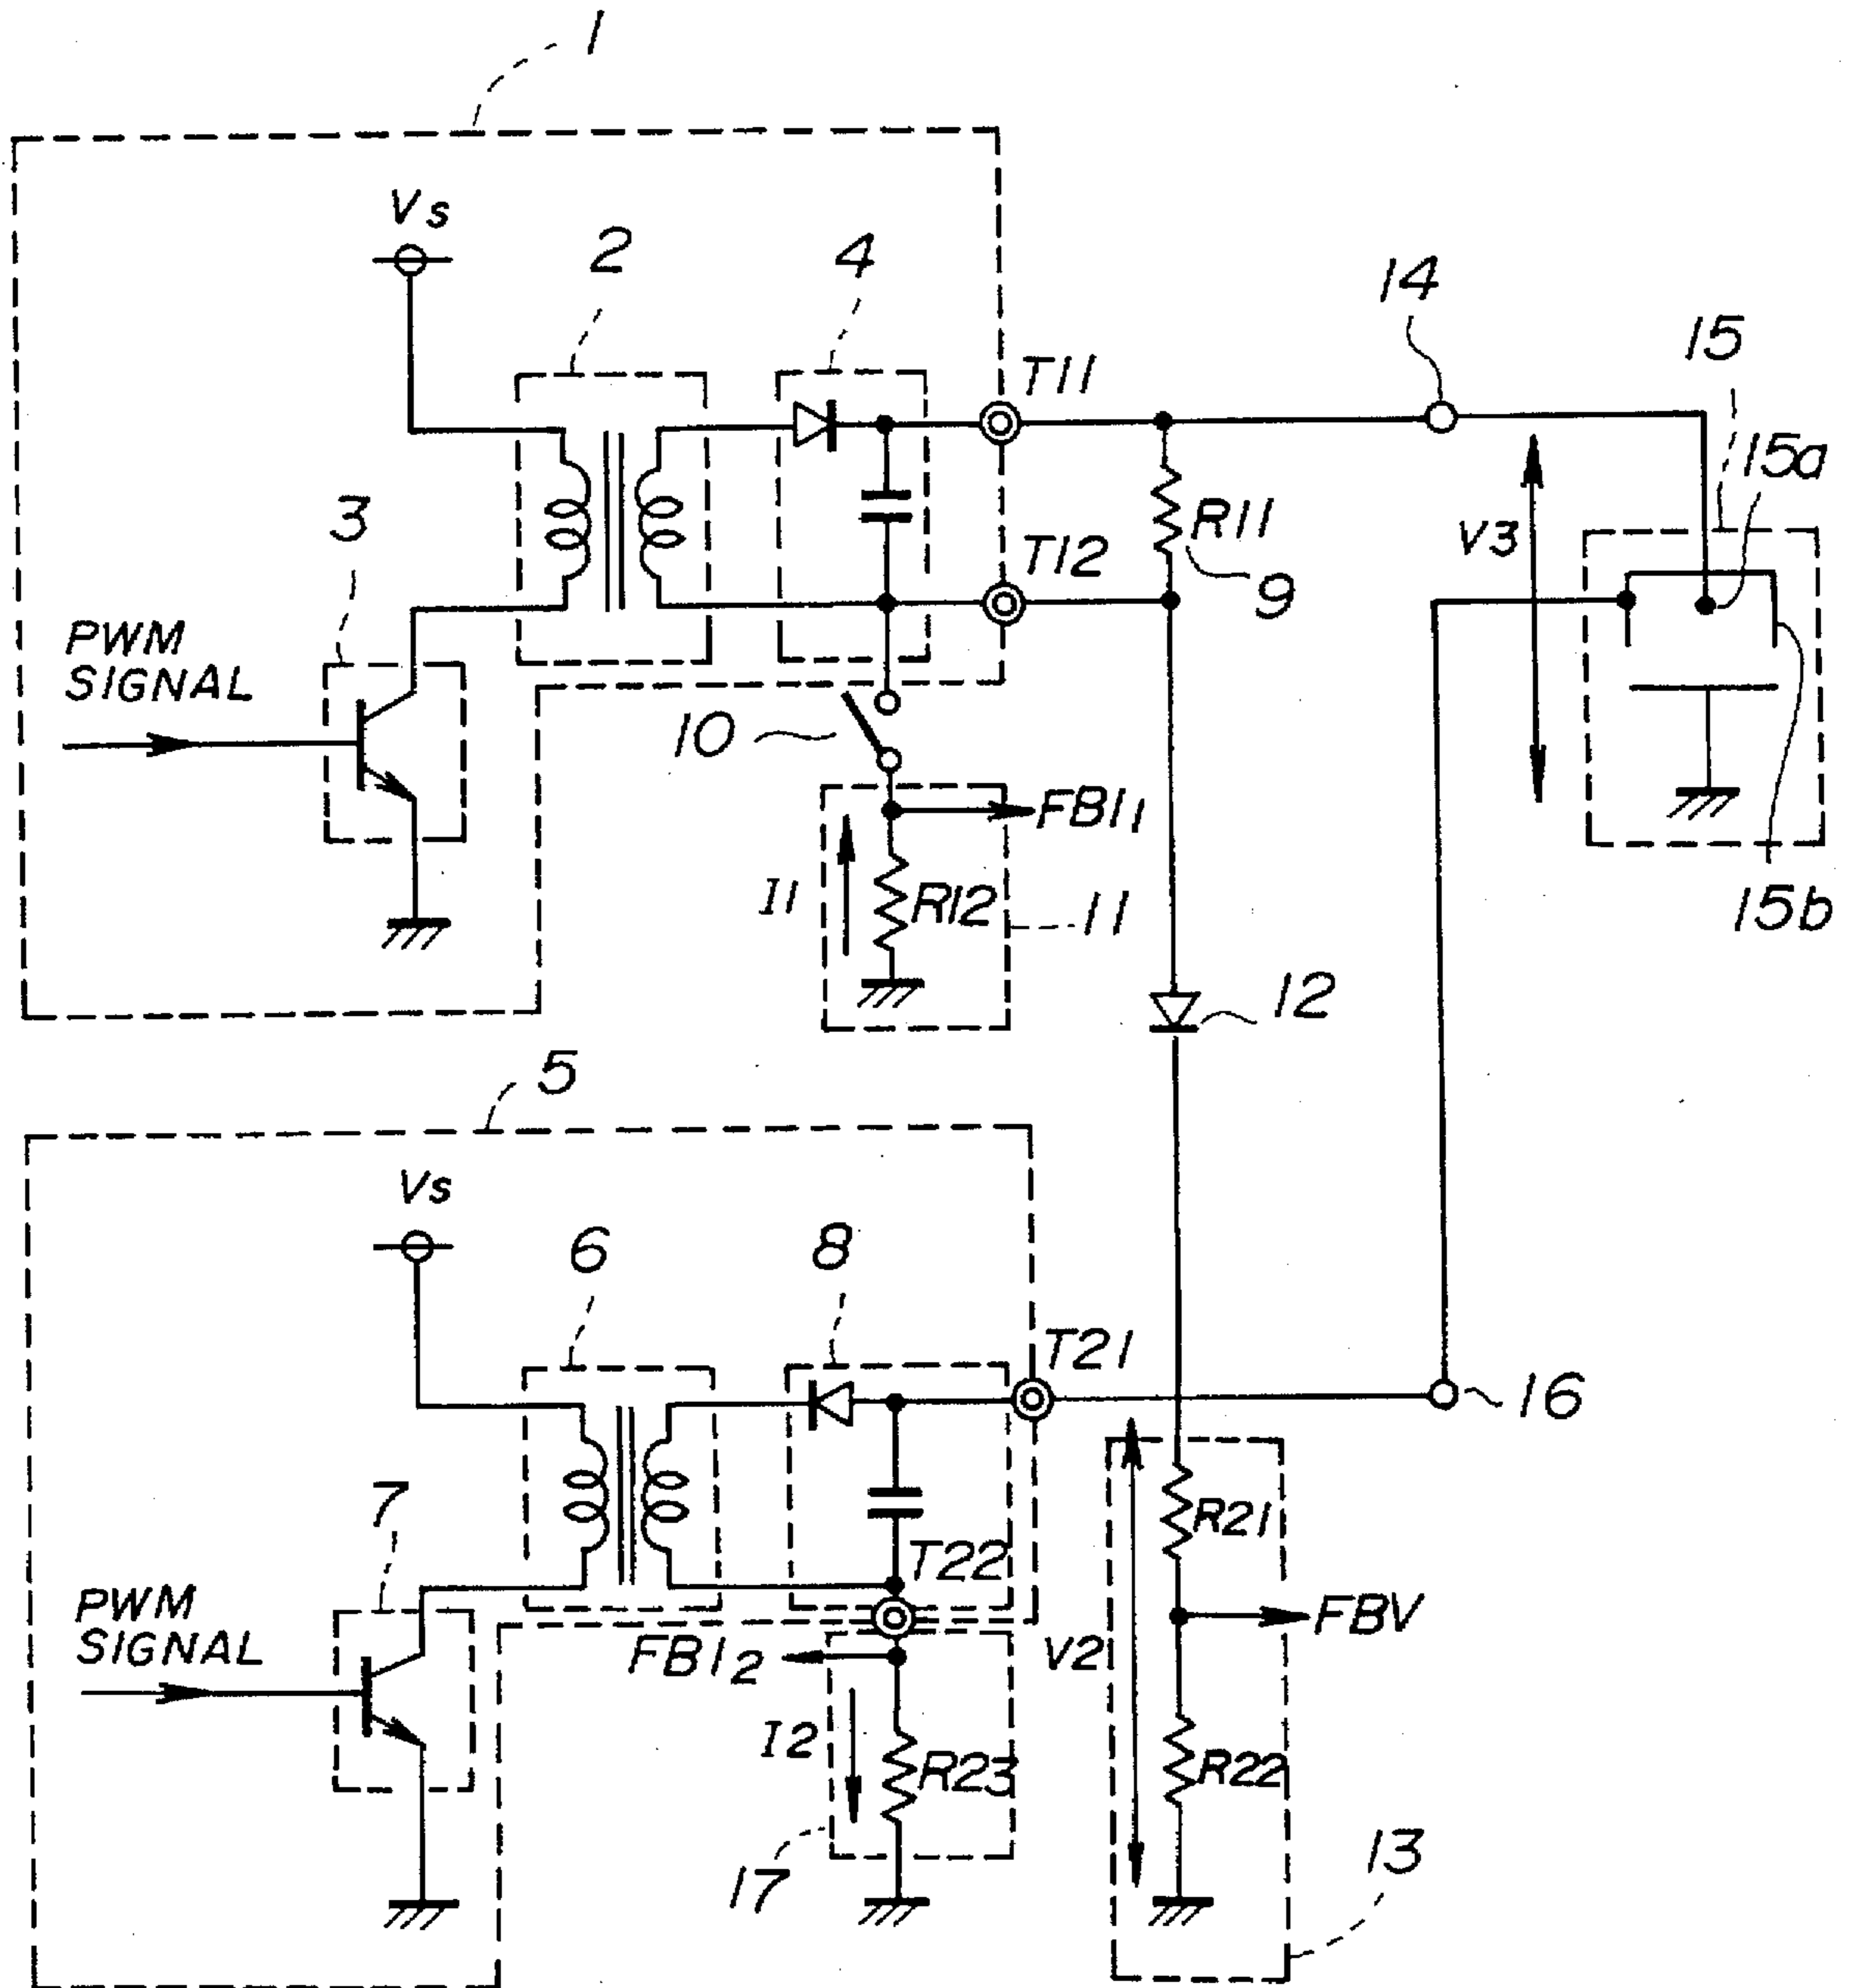 1
Vs
2
4
14
15
T11
15a
3
R11
V3
T12
9
PWM
SIGNAL
10
FBI1
I1
R12
11
15b
12
5
Vs
6
8
T21
16
7
R21
T22
PWM
SIGNAL
FBV
FBI2
V2
I2
R23
R22
17
13